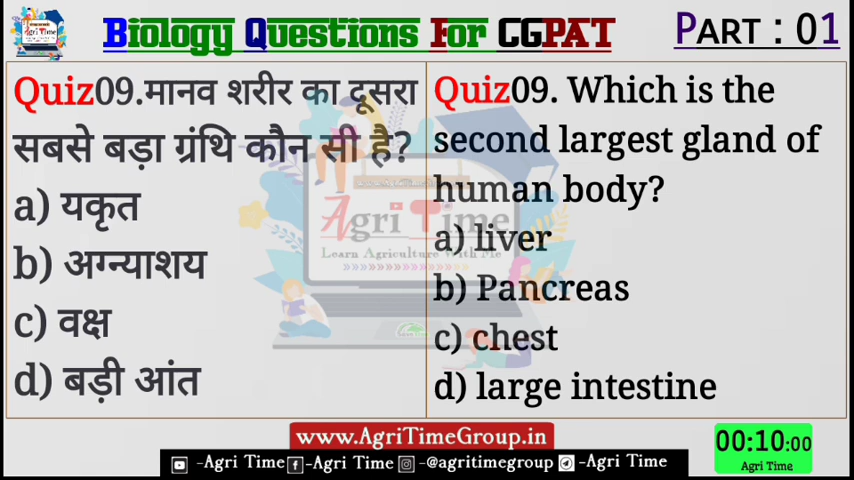 Biology Questions For CGPAT
PART : 01
Quiz09.मानव शरीर का दूसरा
सबसे बड़ा ग्रंथि कौन सी है?
a) यकृत
b) अग्न्याशय
c) वक्ष
d) बड़ी आंत
Quiz09. Which is the
second largest gland of
human body?
a) liver
b) Pancreas
c) chest
d) large intestine
Agri Time
Learn Agriculture With Me
www.AgriTimeGroup.in
-Agri Time -Agri Time -@agritimegroup -Agri Time
00:10:00
Agri Time